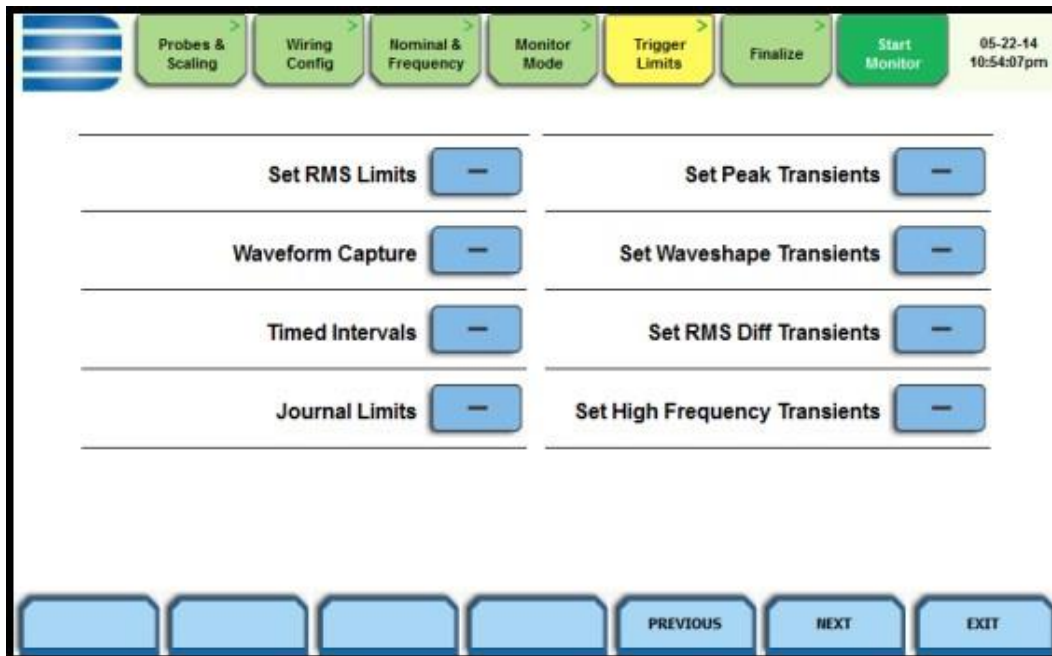 Probes &
Scaling
Wiring
Config
Nominal &
Frequency
Monitor
Mode
Trigger
Limits
Finalize
Start
Monitor
05-22-14
10:54:07pm
Set RMS Limits
Set Peak Transients
Waveform Capture
Set Waveshape Transients
Timed Intervals
Set RMS Diff Transients
Journal Limits
Set High Frequency Transients
PREVIOUS
NEXT
EXIT